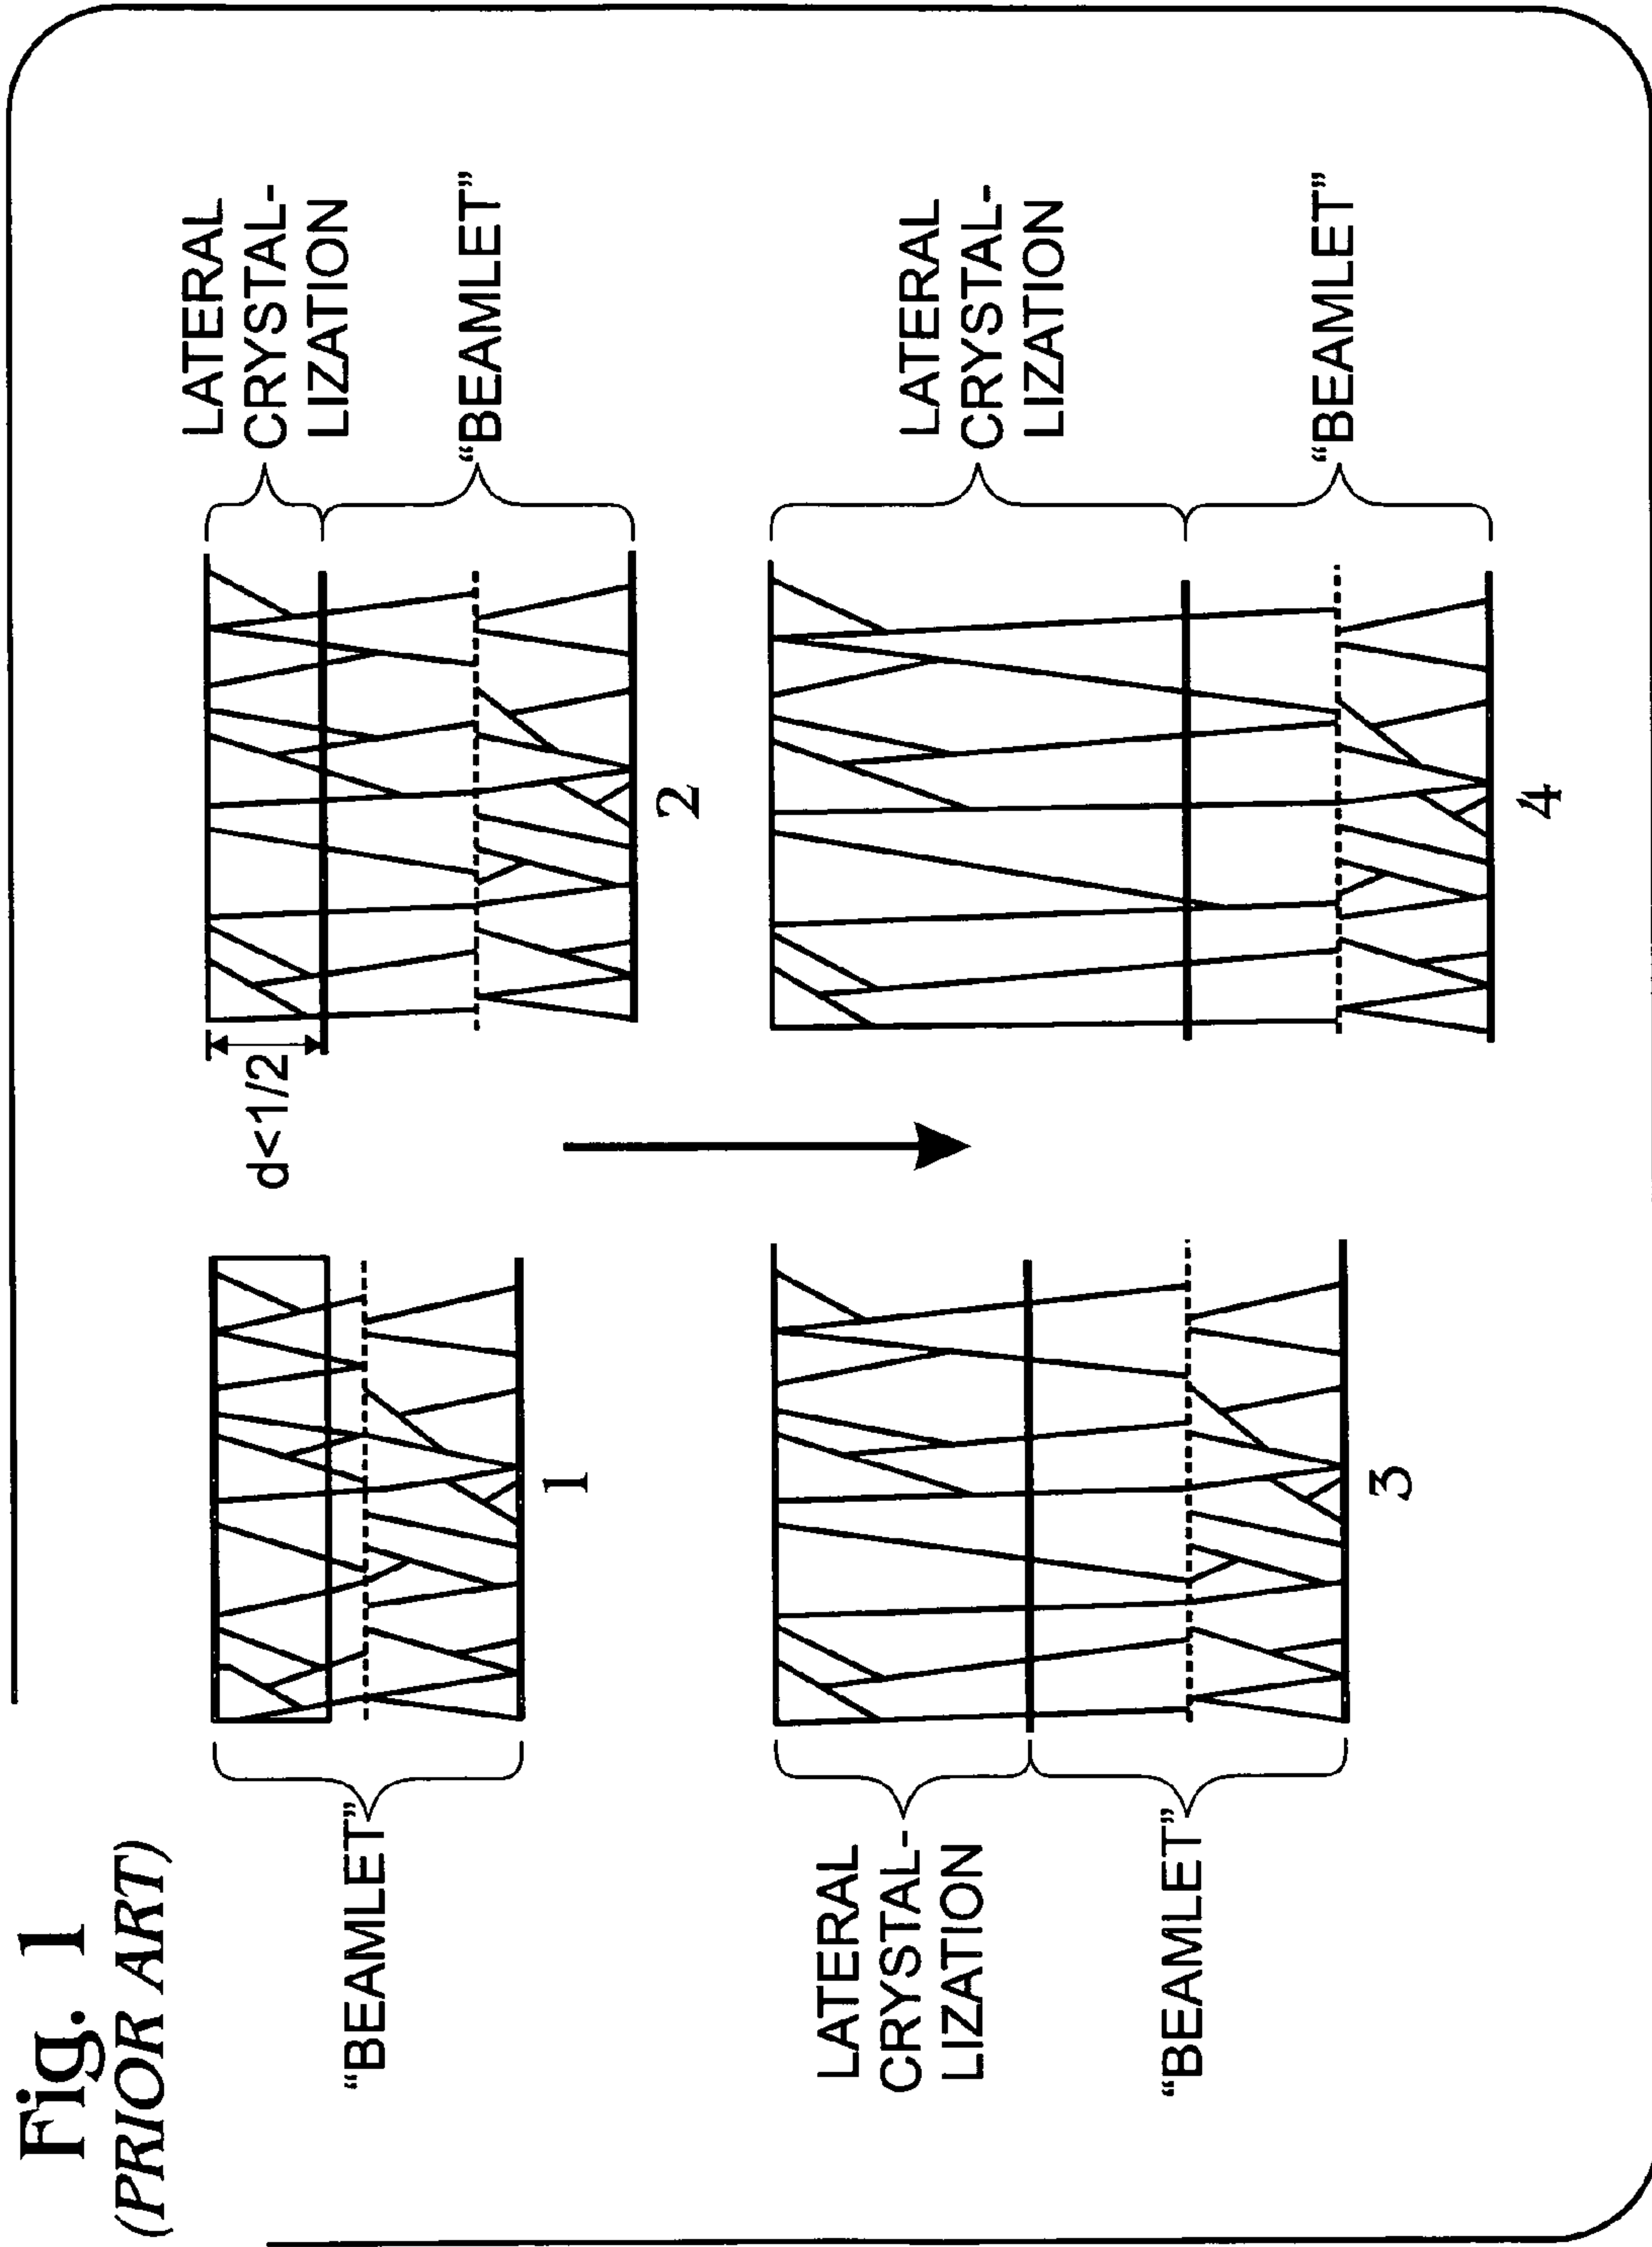 Fig. 1
(PRIOR ART)
"BEAMLET"
1
d<1/2
LATERAL
CRYSTAL-
LIZATION
"BEAMLET"
2
LATERAL
CRYSTAL-
LIZATION
"BEAMLET"
3
LATERAL
CRYSTAL-
LIZATION
"BEAMLET"
4